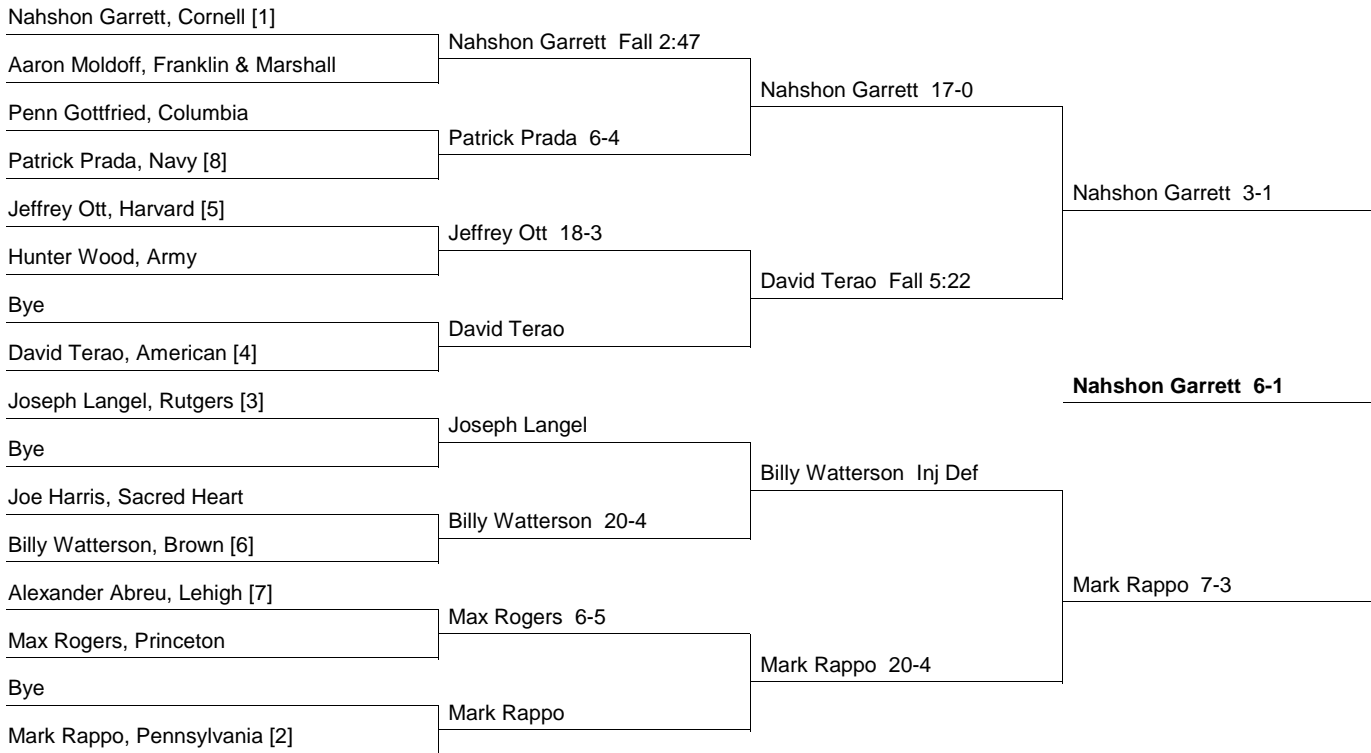 Nahshon Garrett, Cornell [1]
Aaron Moldoff, Franklin & Marshall
Penn Gottfried, Columbia
Patrick Prada, Navy [8]
Jeffrey Ott, Harvard [5]
Hunter Wood, Army
Bye
David Terao, American [4]
Joseph Langel, Rutgers [3]
Bye
Joe Harris, Sacred Heart
Billy Watterson, Brown [6]
Alexander Abreu, Lehigh [7]
Max Rogers, Princeton
Bye
Mark Rappo, Pennsylvania [2]
Nahshon Garrett Fall 2:47
Patrick Prada 6-4
Jeffrey Ott 18-3
David Terao
Joseph Langel
Billy Watterson 20-4
Max Rogers 6-5
Mark Rappo
Nahshon Garrett 17-0
David Terao Fall 5:22
Billy Watterson Inj Def
Mark Rappo 20-4
Nahshon Garrett 3-1
Mark Rappo 7-3
Nahshon Garrett 6-1